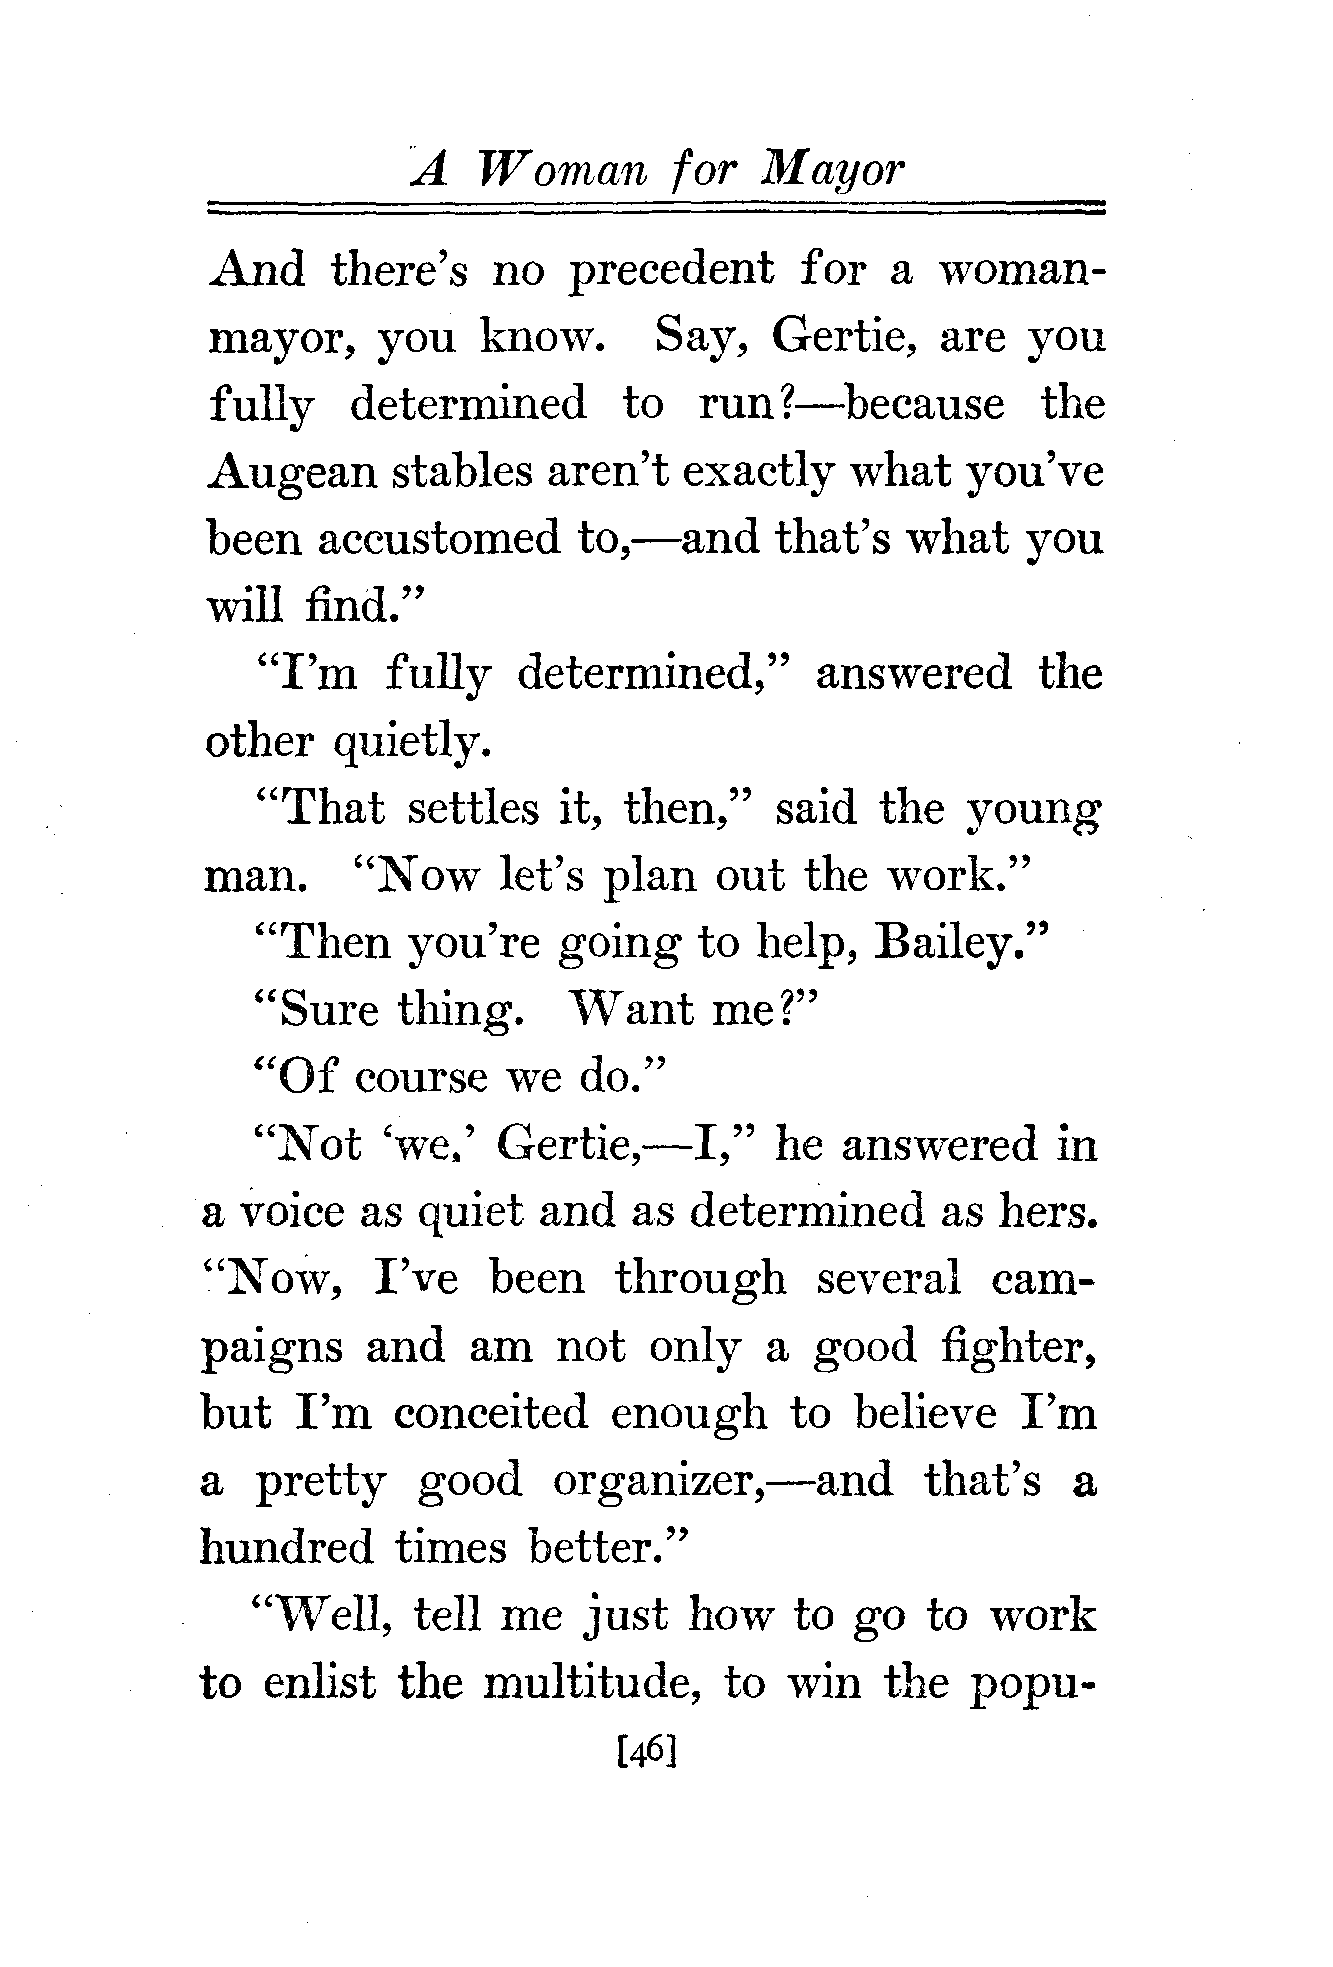 A Woman for Mayor
And there's no precedent for a woman-
mayor, you know. Say, Gertie, are you
fully determined to run?—because the
Augean stables aren't exactly what you've
been accustomed to,—and that's what you
will find."
"I'm fully determined," answered the
other quietly.
"That settles it, then," said the young
man. "Now let's plan out the work."
"Then you're going to help, Bailey."
"Sure thing. Want me?"
"Of course we do."
"Not 'we.' Gertie,—I," he answered in
a voice as quiet and as determined as hers.
"Now, I've been through several cam-
paigns and am not only a good fighter,
but I'm conceited enough to believe I'm
a pretty good organizer,—and that's a
hundred times better."
"Well, tell me just how to go to work
to enlist the multitude, to win the popu-
[46]